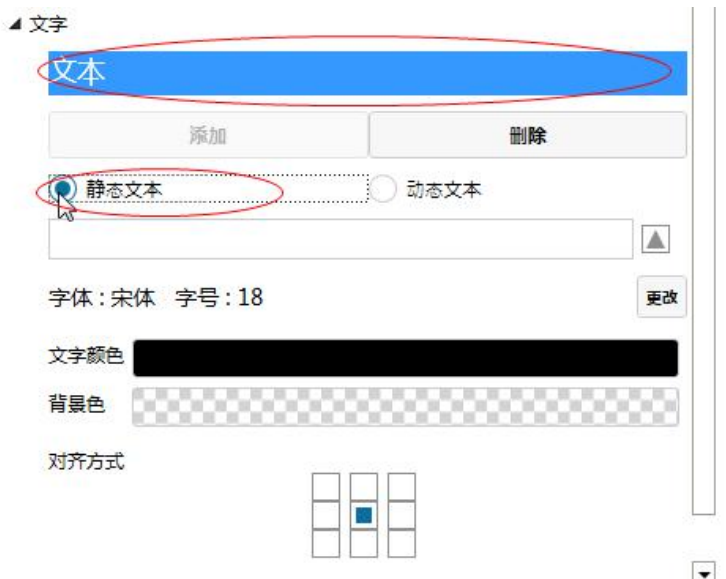 文字
文本
添加 删除
静态文本 动态文本
字体：宋体 字号：18 更改
文字颜色
背景色
对齐方式